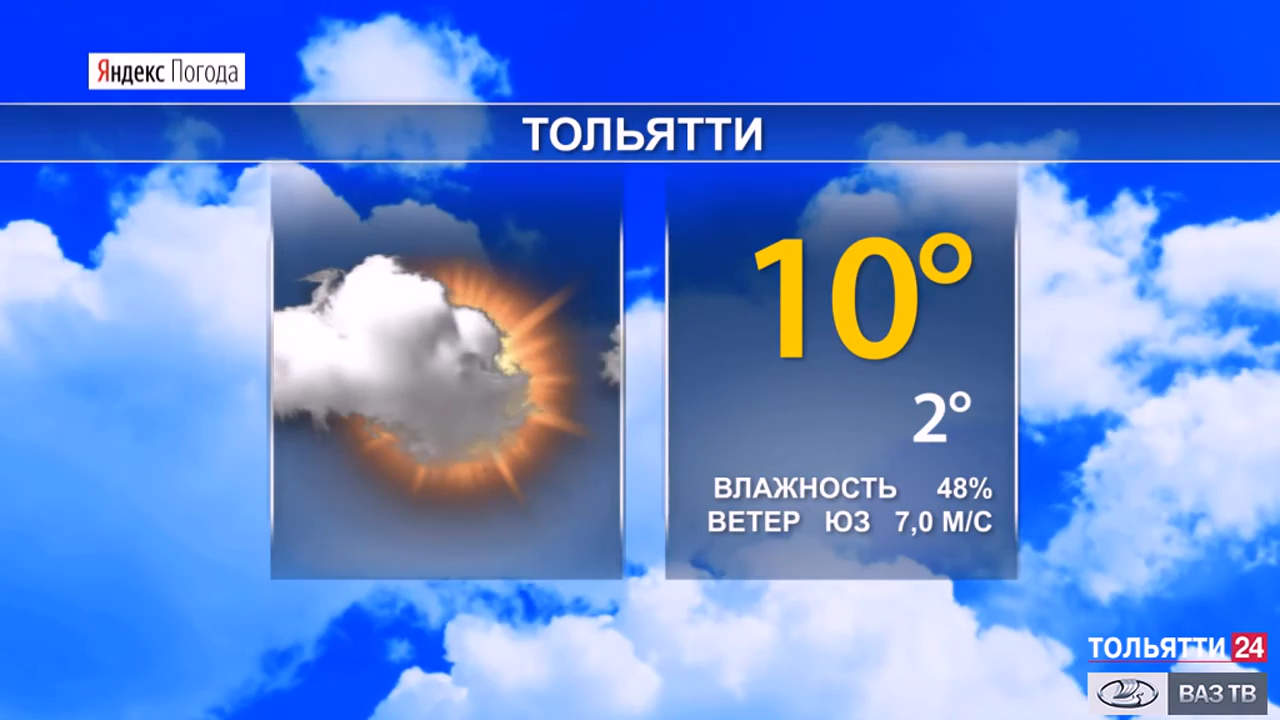 Яндекс Погода
ТОЛЬЯТТИ
10°
2°
ВЛАЖНОСТЬ 48%
ВЕТЕР ЮЗ 7,0 М/С
ТОЛЬЯТТИ 24
ВАЗ ТВ